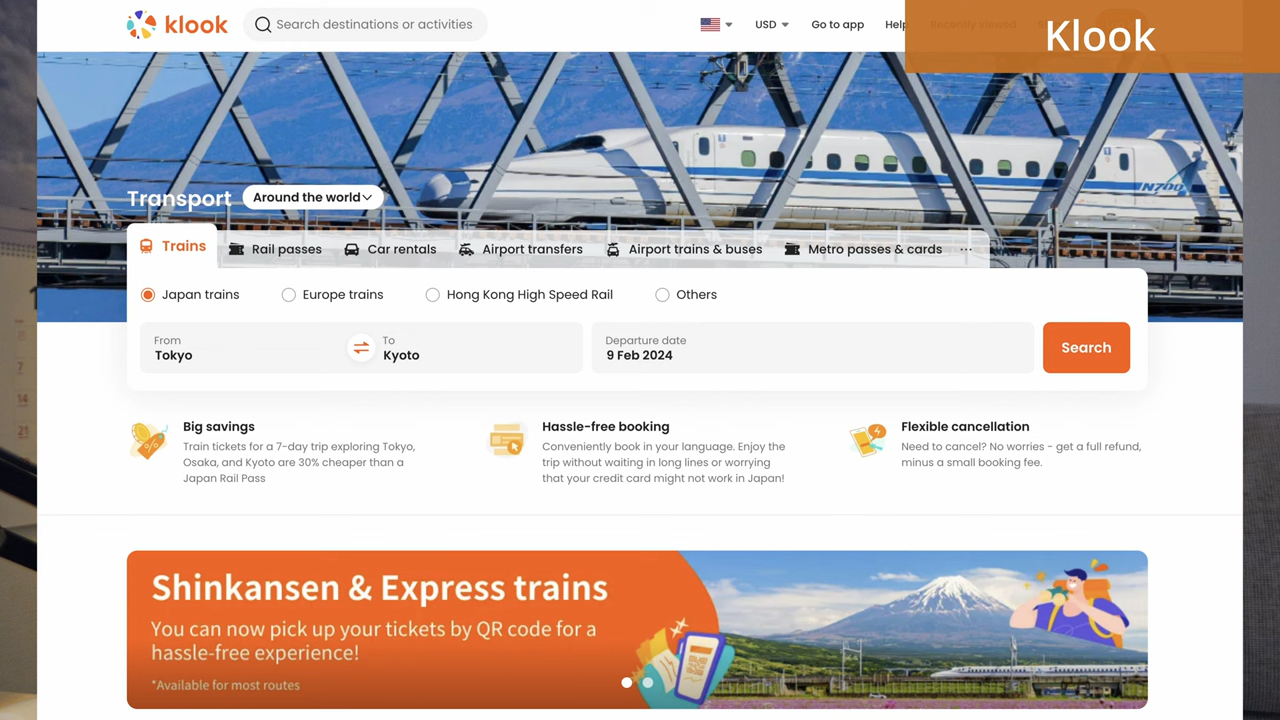 klook
Search destinations or activities
USD
Go to app
Help
Recently viewed
Klook
Transport
Around the world
Trains
Rail passes
Car rentals
Airport transfers
Airport trains & buses
Metro passes & cards
...
Japan trains
Europe trains
Hong Kong High Speed Rail
Others
From
Tokyo
To
Kyoto
Departure date
9 Feb 2024
Search
N700
Big savings
Train tickets for a 7-day trip exploring Tokyo,
Osaka, and Kyoto are 30% cheaper than a
Japan Rail Pass
Hassle-free booking
Conveniently book in your language. Enjoy the
trip without waiting in long lines or worrying
that your credit card might not work in Japan!
Flexible cancellation
Need to cancel? No worries - get a full refund,
minus a small booking fee.
Shinkansen & Express trains
You can now pick up your tickets by QR code for a
hassle-free experience!
*Available for most routes
7
14
21